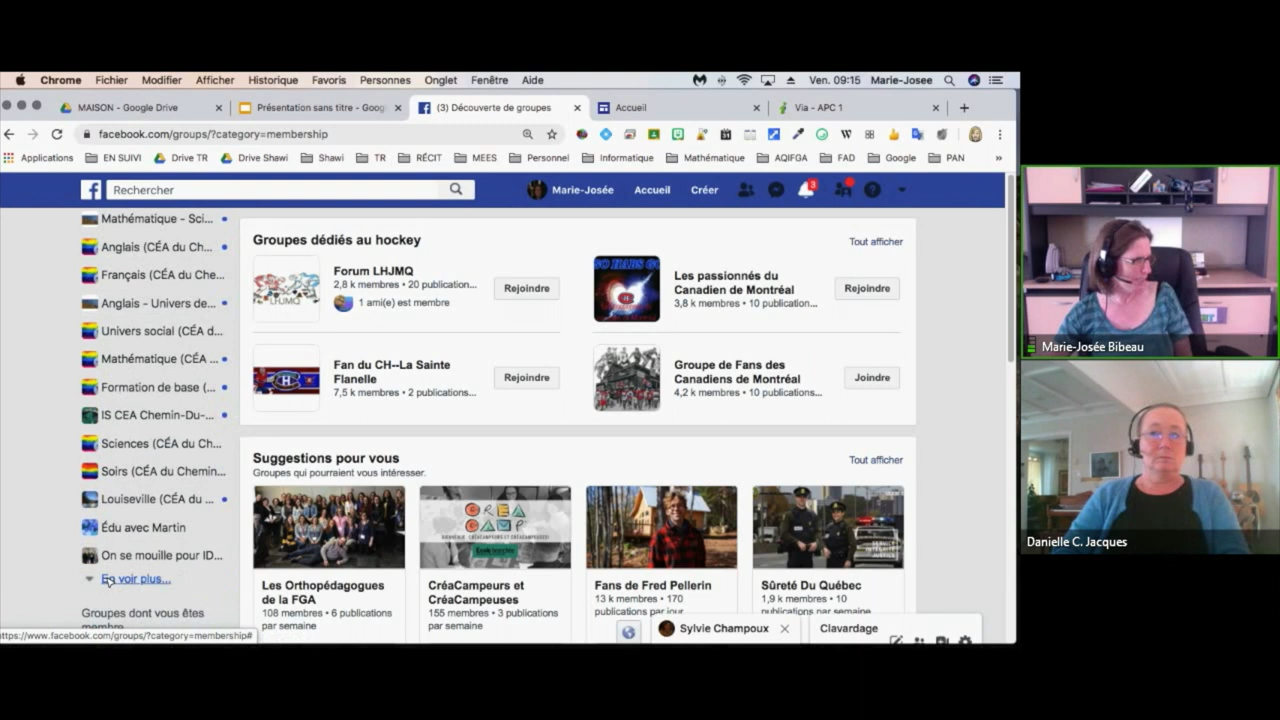 Chrome Fichier Modifier Afficher Historique Favoris Personnes Onglet Fenêtre Aide Ven. 09:15 Marie-Josee
MAISON - Google Drive Présentation sans titre - Goog (3) Découverte de groupes Accueil Via - APC 1
facebook.com/groups/?category=membership
Applications EN SUIVI Drive TR Drive Shawi Shawi TR RÉCIT MEES Personnel Informatique Mathématique AQIFGA FAD Google PAN »
Rechercher Marie-Josée Accueil Créer 3
Mathématique - Sci...
Anglais (CÉA du Ch...
Français (CÉA du Che...
Anglais - Univers de...
Univers social (CÉA d...
Mathématique (CÉA ...
Formation de base (...
IS CEA Chemin-Du-...
Sciences (CÉA du Ch...
Soirs (CÉA du Chemin...
Louiseville (CÉA du ...
Édu avec Martin
On se mouille pour ID...
En voir plus...
Groupes dont vous êtes
membre
ttps://www.facebook.com/groups/?category=membership#
Groupes dédiés au hockey
Tout afficher
LHJMQ
Forum LHJMQ
2,8 k membres • 20 publication...
1 ami(e) est membre
Rejoindre
GO HABS GO
Les passionnés du
Canadien de Montréal
3,8 k membres • 10 publication...
Rejoindre
Fan du CH--La Sainte
Flanelle
7,5 k membres • 2 publications...
Rejoindre
Groupe de Fans des
Canadiens de Montréal
4,2 k membres • 10 publications...
Joindre
Suggestions pour vous
Tout afficher
Groupes qui pourraient vous intéresser.
Les Orthopédagogues
de la FGA
108 membres • 6 publications
par semaine
CREA
CAMP
CréaCampeurs et
CréaCampeuses
155 membres • 3 publications
par semaine
Fans de Fred Pellerin
13 k membres • 170
publications par jour
Sûreté Du Québec
1,9 k membres • 10
publications par semaine
Sylvie Champoux
Clavardage
Marie-Josée Bibeau
Danielle C. Jacques